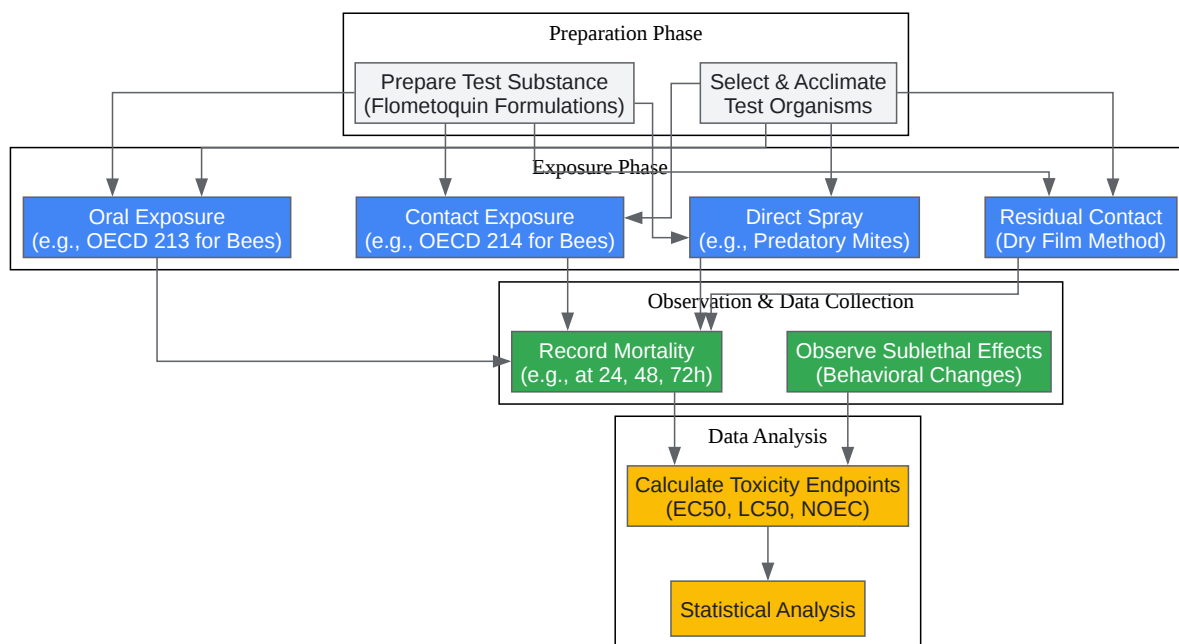 Preparation Phase
Prepare Test Substance
(Flometoquin Formulations)
Select & Acclimate
Test Organisms
Exposure Phase
Oral Exposure
(e.g., OECD 213 for Bees)
Contact Exposure
(e.g., OECD 214 for Bees)
Direct Spray
(e.g., Predatory Mites)
Residual Contact
(Dry Film Method)
Observation & Data Collection
Record Mortality
(e.g., at 24, 48, 72h)
Observe Sublethal Effects
(Behavioral Changes)
Data Analysis
Calculate Toxicity Endpoints
(EC50, LC50, NOEC)
Statistical Analysis